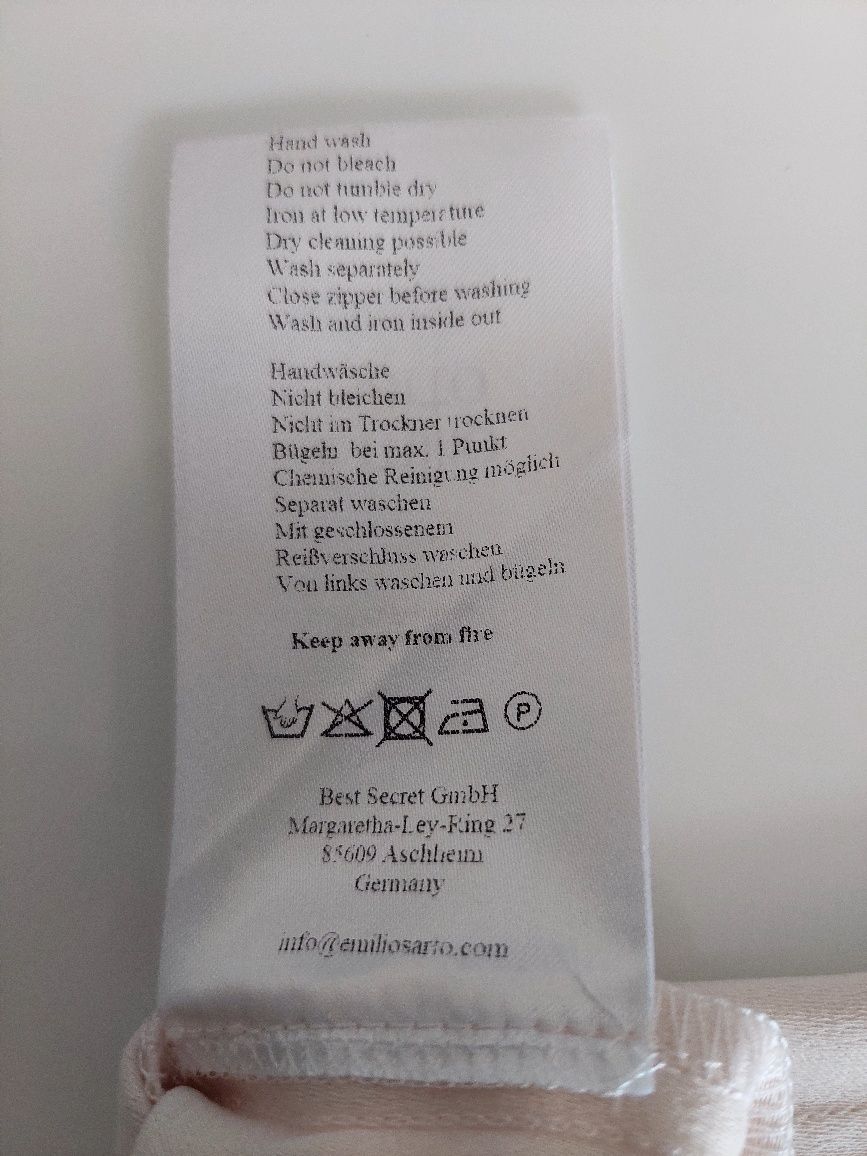 Hand wash
Do not bleach
Do not tumble dry
Iron at low temperature
Dry cleaning possible
Wash separately
Close zipper before washing
Wash and iron inside out
Handwäsche
Nicht bleichen
Nicht im Trockner trocknen
Bügeln bei max. 1 Punkt
Chemische Reinigung möglich
Separat waschen
Mit geschlossenem
Reißverschluss waschen
Von links waschen und bügeln
Keep away from fire
P
Best Secret GmbH
Margaretha-Ley-Ring 27
85609 Aschheim
Germany
info@emiliosarto.com